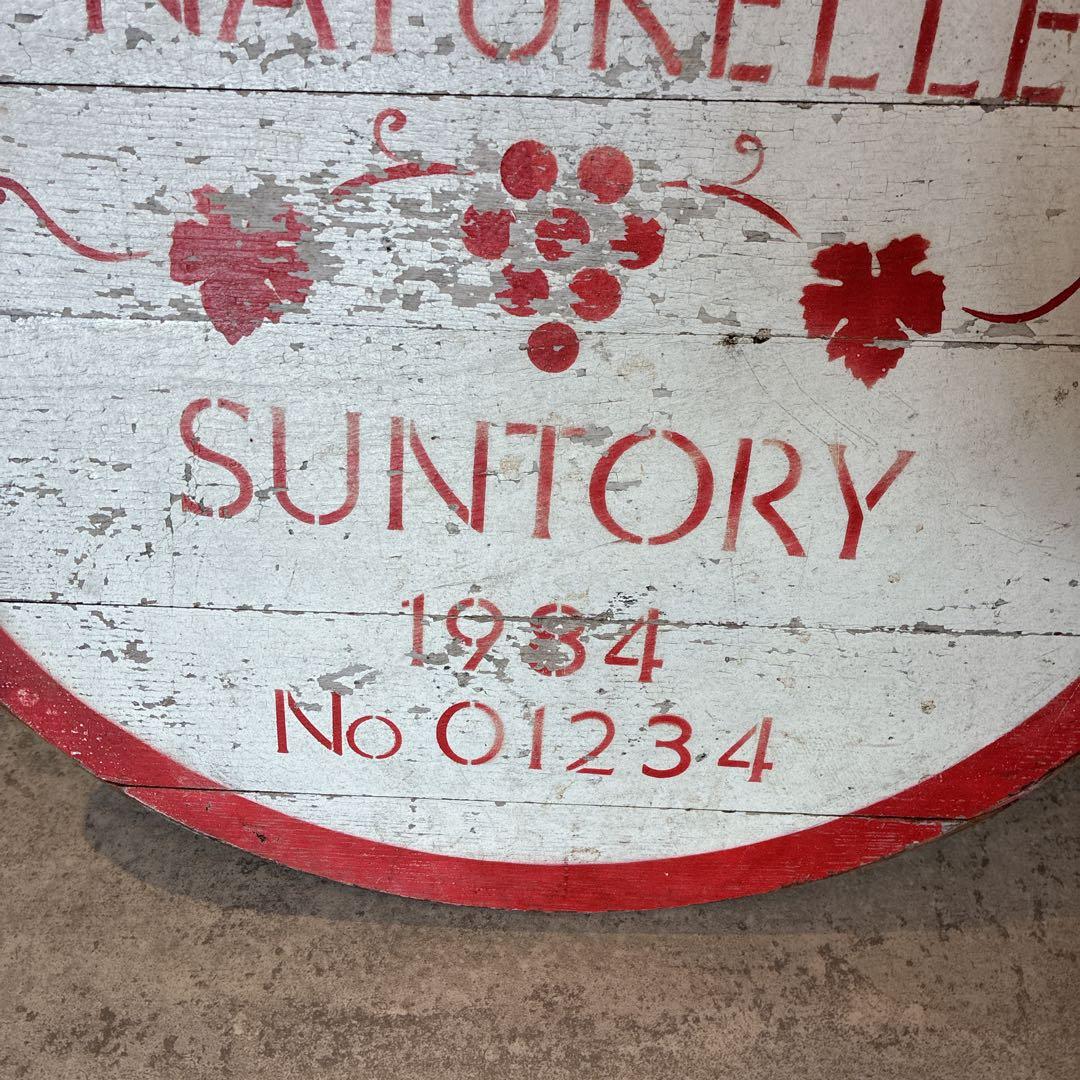 NATURELLE
SUNTORY
1984
No 01234